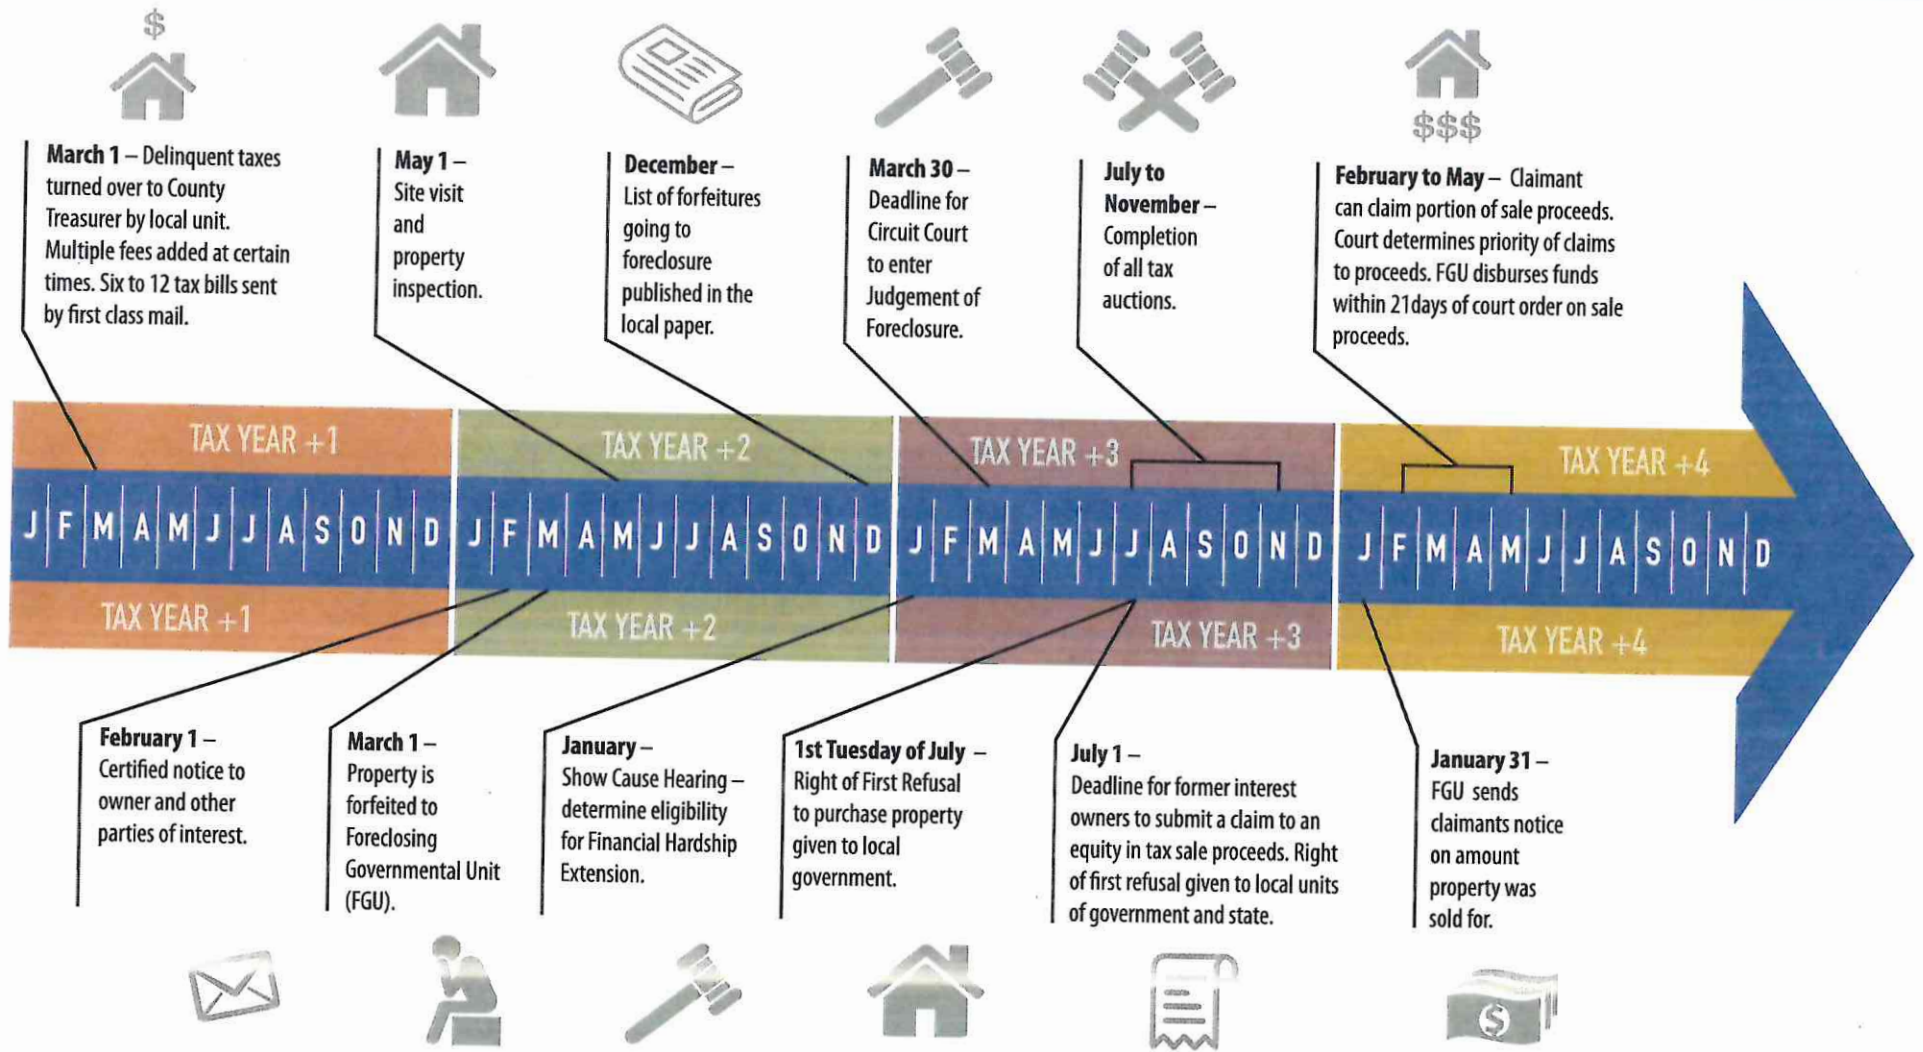 $
$$$
March 1 – Delinquent taxes
turned over to County
Treasurer by local unit.
Multiple fees added at certain
times. Six to 12 tax bills sent
by first class mail.
May 1 –
Site visit
and
property
inspection.
December –
List of forfeitures
going to
foreclosure
published in the
local paper.
March 30 –
Deadline for
Circuit Court
to enter
Judgement of
Foreclosure.
July to
November –
Completion
of all tax
auctions.
February to May – Claimant
can claim portion of sale proceeds.
Court determines priority of claims
to proceeds. FGU disburses funds
within 21days of court order on sale
proceeds.
TAX YEAR +1
TAX YEAR +2
TAX YEAR +3
TAX YEAR +4
J F M A M J J A S O N D J F M A M J J A S O N D J F M A M J J A S O N D J F M A M J J A S O N D
TAX YEAR +1
TAX YEAR +2
TAX YEAR +3
TAX YEAR +4
February 1 –
Certified notice to
owner and other
parties of interest.
March 1 –
Property is
forfeited to
Foreclosing
Governmental Unit
(FGU).
January –
Show Cause Hearing –
determine eligibility
for Financial Hardship
Extension.
1st Tuesday of July –
Right of First Refusal
to purchase property
given to local
government.
July 1 –
Deadline for former interest
owners to submit a claim to an
equity in tax sale proceeds. Right
of first refusal given to local units
of government and state.
January 31 –
FGU sends
claimants notice
on amount
property was
sold for.
$